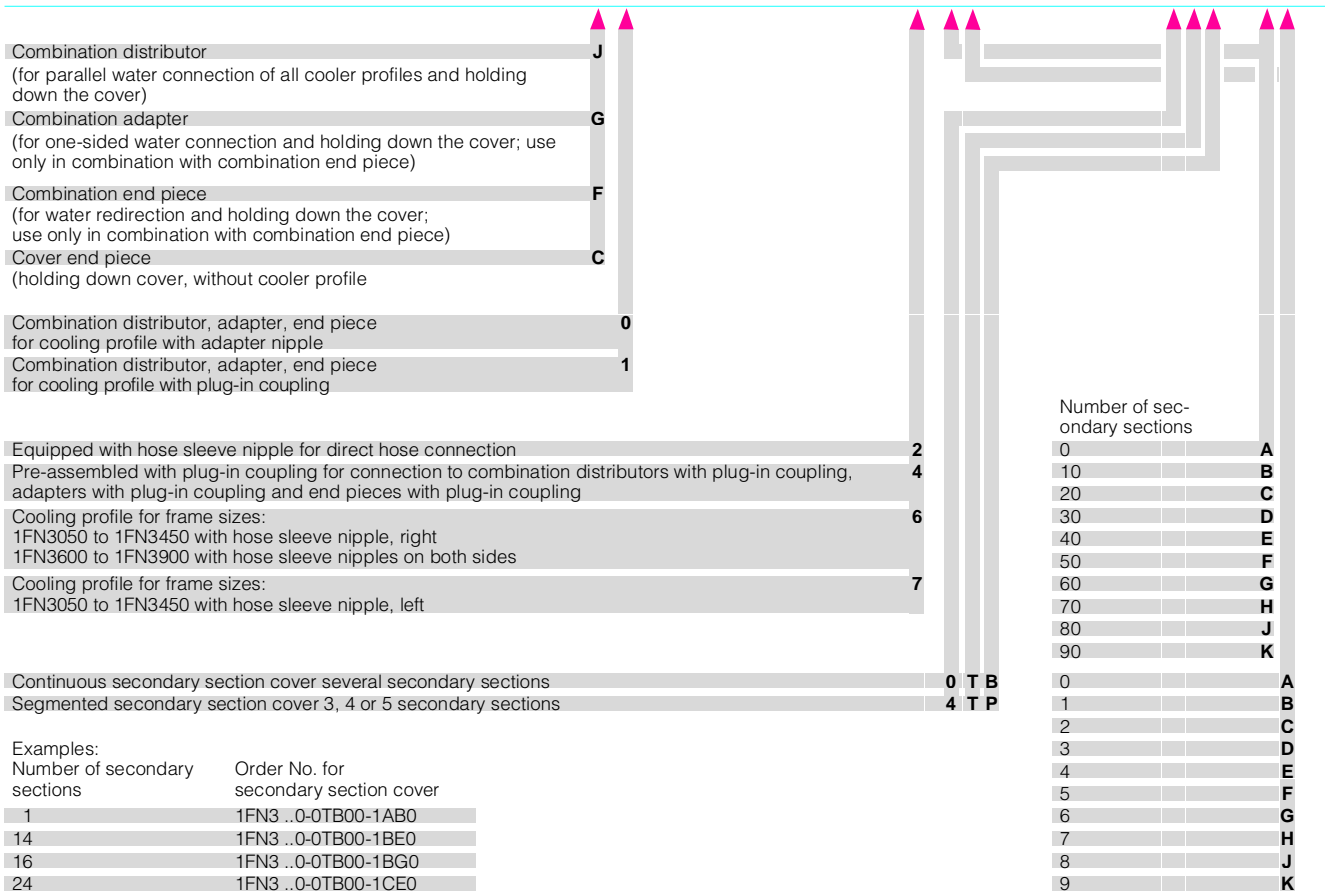 Combination distributor J
(for parallel water connection of all cooler profiles and holding
down the cover)
Combination adapter G
(for one-sided water connection and holding down the cover; use
only in combination with combination end piece)
Combination end piece F
(for water redirection and holding down the cover;
use only in combination with combination end piece)
Cover end piece C
(holding down cover, without cooler profile
Combination distributor, adapter, end piece 0
for cooling profile with adapter nipple
Combination distributor, adapter, end piece 1
for cooling profile with plug-in coupling
Equipped with hose sleeve nipple for direct hose connection 2
Pre-assembled with plug-in coupling for connection to combination distributors with plug-in coupling, 4
adapters with plug-in coupling and end pieces with plug-in coupling
Cooling profile for frame sizes: 6
1FN3050 to 1FN3450 with hose sleeve nipple, right
1FN3600 to 1FN3900 with hose sleeve nipples on both sides
Cooling profile for frame sizes: 7
1FN3050 to 1FN3450 with hose sleeve nipple, left
Continuous secondary section cover several secondary sections 0 T B
Segmented secondary section cover 3, 4 or 5 secondary sections 4 T P
Number of sec-
ondary sections
0 A
10 B
20 C
30 D
40 E
50 F
60 G
70 H
80 J
90 K
0 A
1 B
2 C
3 D
4 E
5 F
6 G
7 H
8 J
9 K
Examples:
Number of secondary Order No. for
sections secondary section cover
1 1FN3 ..0-0TB00-1AB0
14 1FN3 ..0-0TB00-1BE0
16 1FN3 ..0-0TB00-1BG0
24 1FN3 ..0-0TB00-1CE0